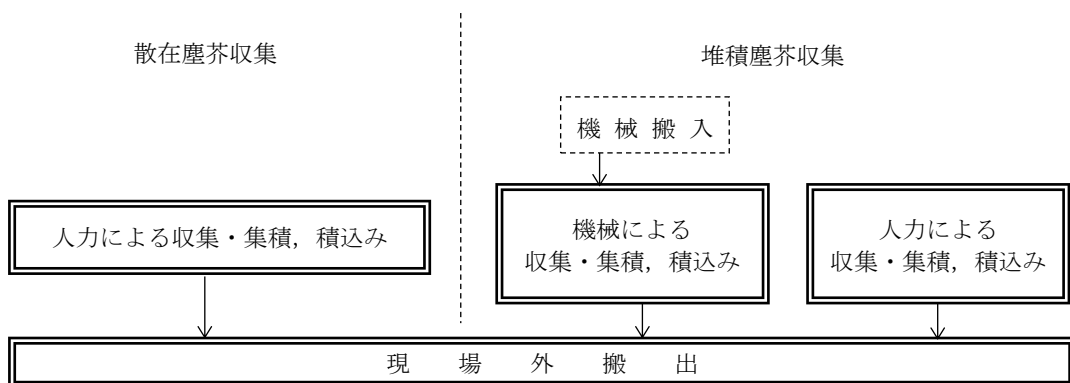 散在塵芥収集
堆積塵芥収集
機械搬入
人力による収集・集積，積込み
機械による
収集・集積，積込み
人力による
収集・集積，積込み
現場外搬出